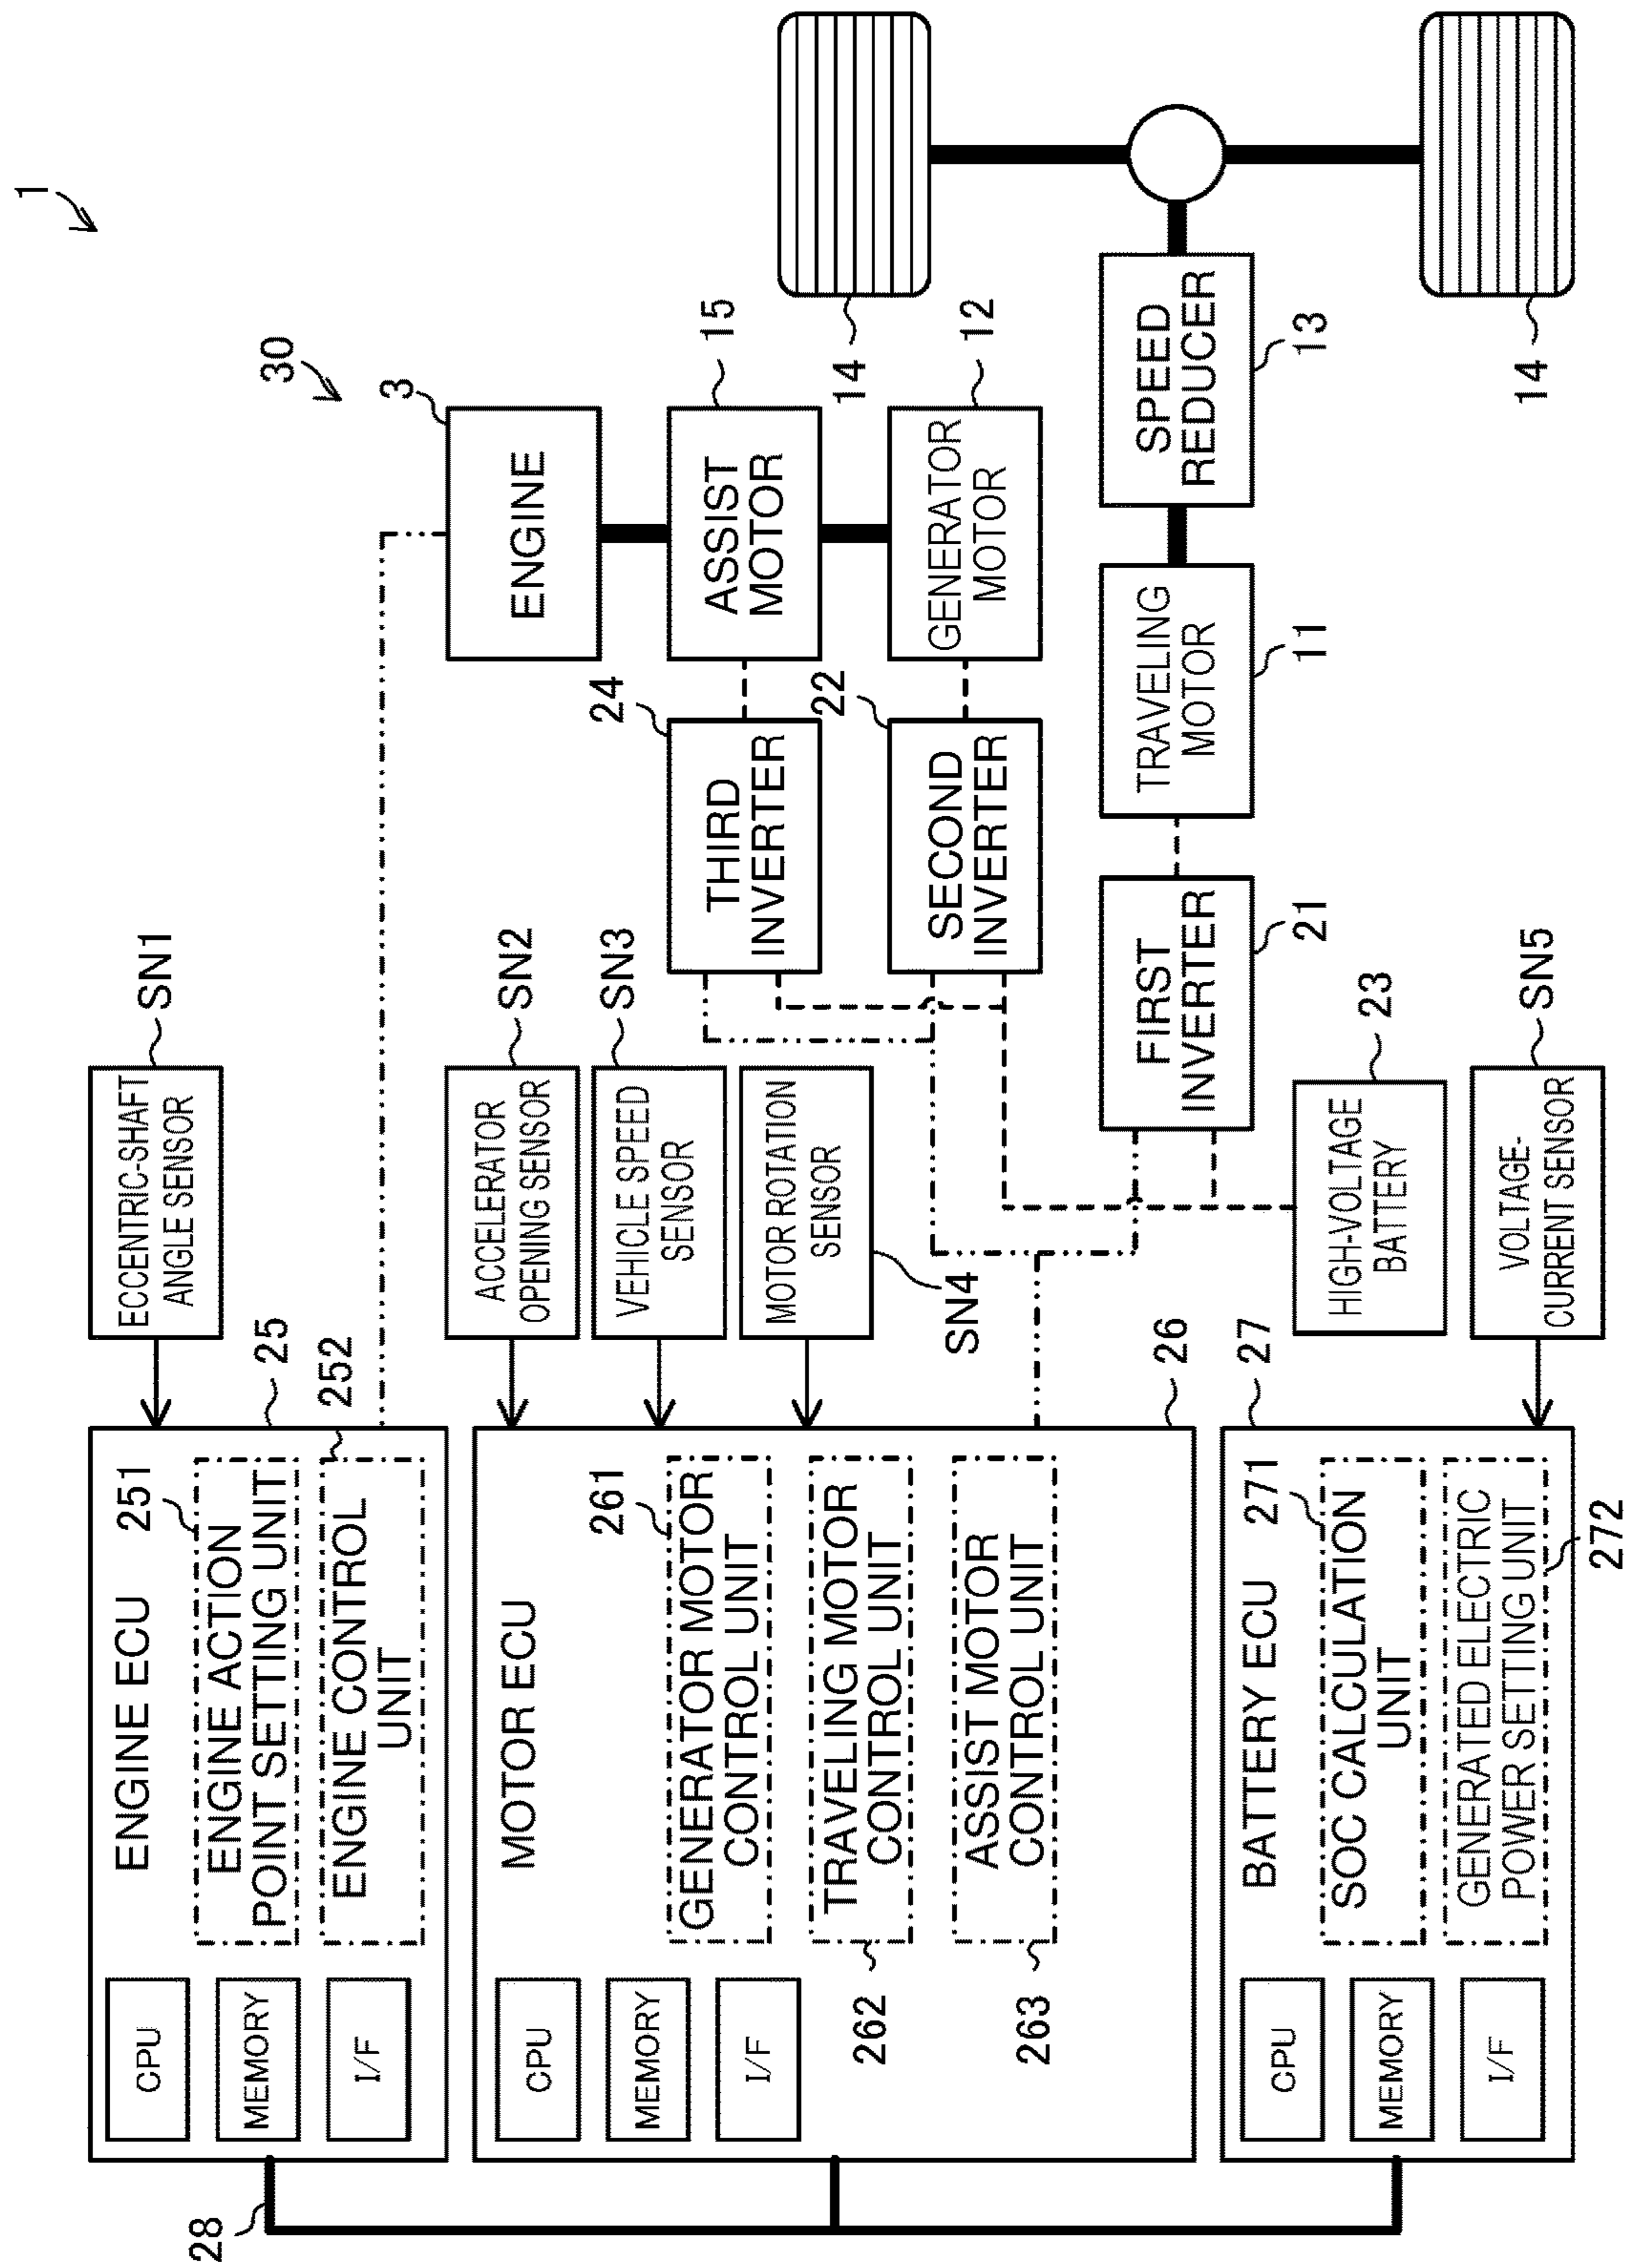 1
28
ENGINE ECU
25
CPU
MEMORY
I/F
251
ENGINE ACTION
POINT SETTING UNIT
252
ENGINE CONTROL
UNIT
ECCENTRIC-SHAFT
ANGLE SENSOR
SN1
MOTOR ECU
26
CPU
MEMORY
I/F
261
GENERATOR MOTOR
CONTROL UNIT
262
TRAVELING MOTOR
CONTROL UNIT
263
ASSIST MOTOR
CONTROL UNIT
ACCELERATOR
OPENING SENSOR
SN2
VEHICLE SPEED
SENSOR
SN3
MOTOR ROTATION
SENSOR
SN4
BATTERY ECU
27
CPU
MEMORY
I/F
271
SOC CALCULATION
UNIT
GENERATED ELECTRIC
POWER SETTING UNIT
272
VOLTAGE-
CURRENT SENSOR
SN5
HIGH-VOLTAGE
BATTERY
23
30
3
ENGINE
15
ASSIST
MOTOR
12
GENERATOR
MOTOR
24
THIRD
INVERTER
22
SECOND
INVERTER
FIRST
INVERTER
21
TRAVELING
MOTOR
11
SPEED
REDUCER
13
14
14